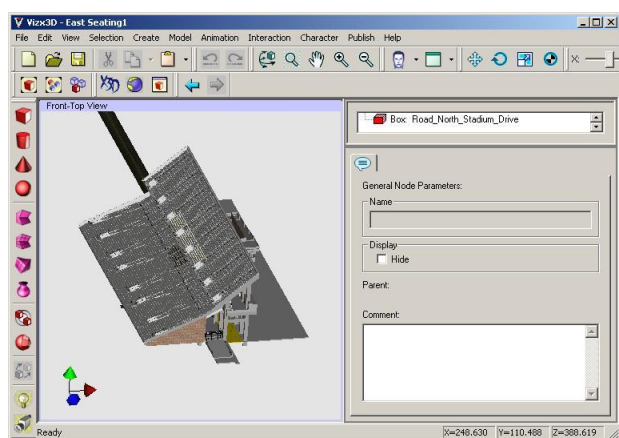 Vizx3D - East Seating1
File Edit View Selection Create Model Animation Interaction Character Publish Help
X3D
Front-Top View
Box: Road_North_Stadium_Drive
General Node Parameters:
Name
Display
Hide
Parent:
Comment:
Ready X=248.630 Y=110.488 Z=388.619